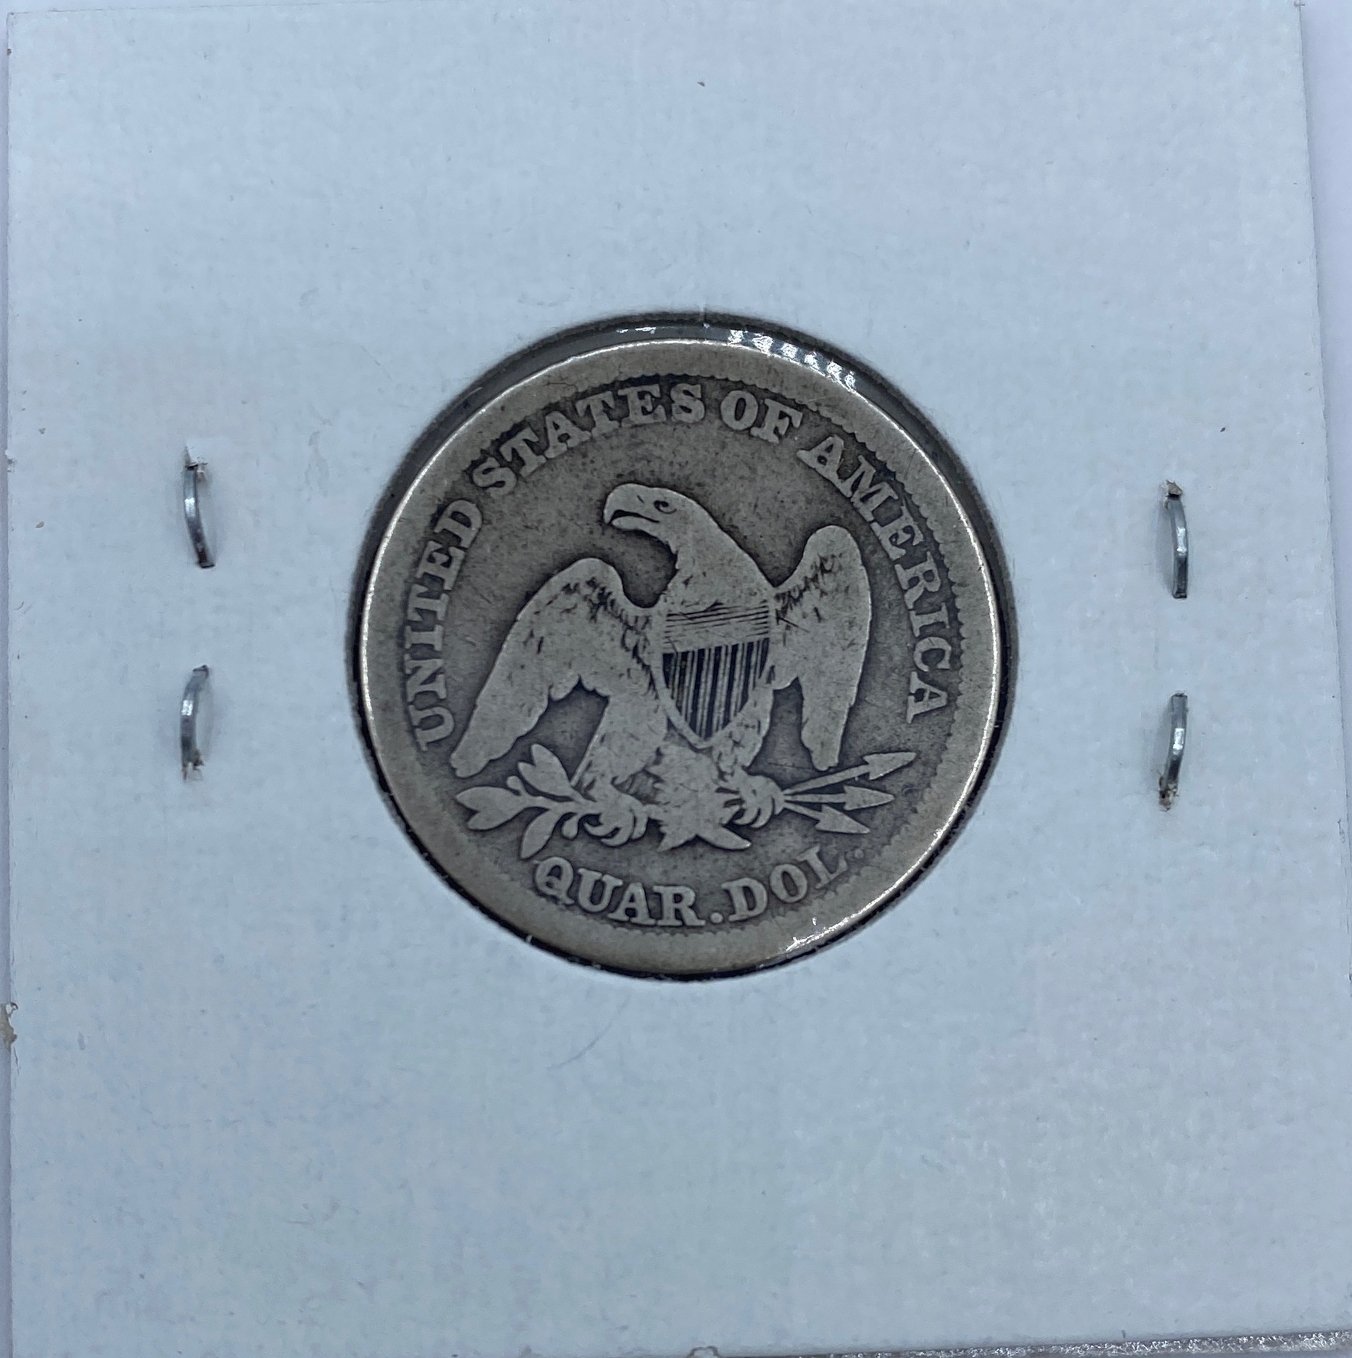 UNITED STATES OF AMERICA
QUAR. DOL.